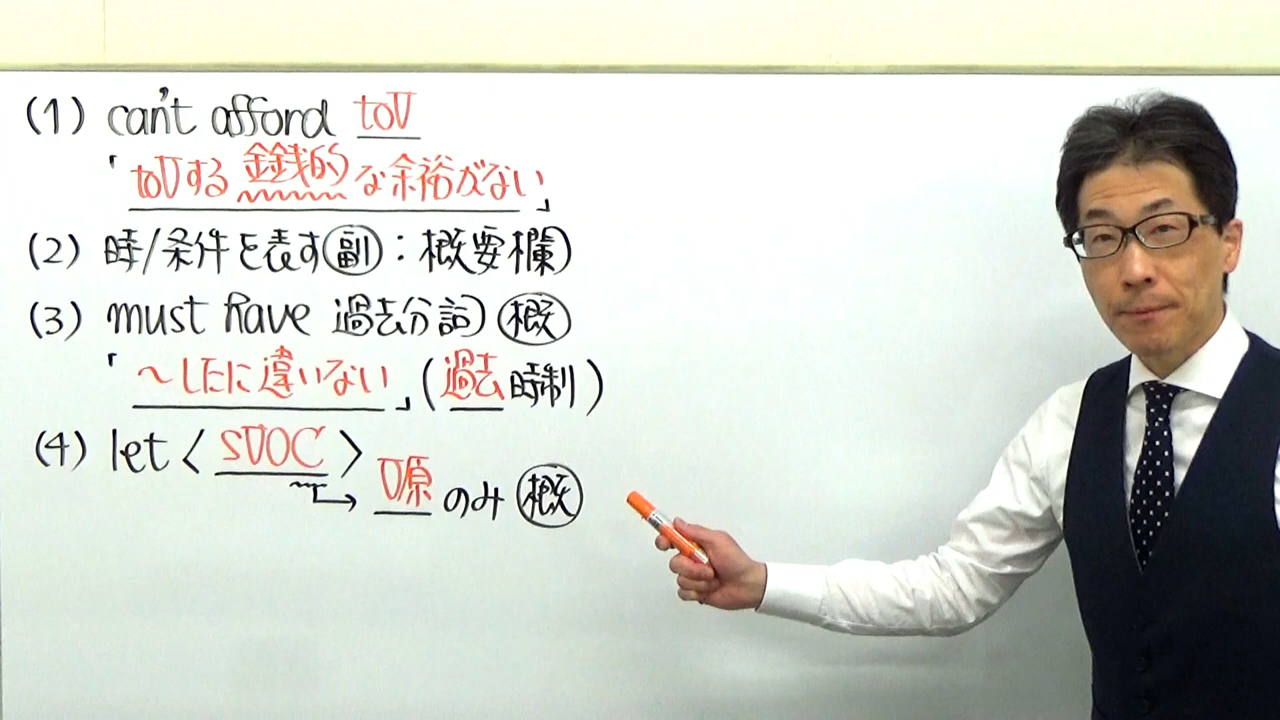 (1) can't afford toV
「toVする金銭的な余裕がない」
(2) 時/条件を表す副:概要欄)
(3) must have 過去分詞)概
「〜したに違いない」(過去時制)
(4) let〈SVOC〉
V原のみ概